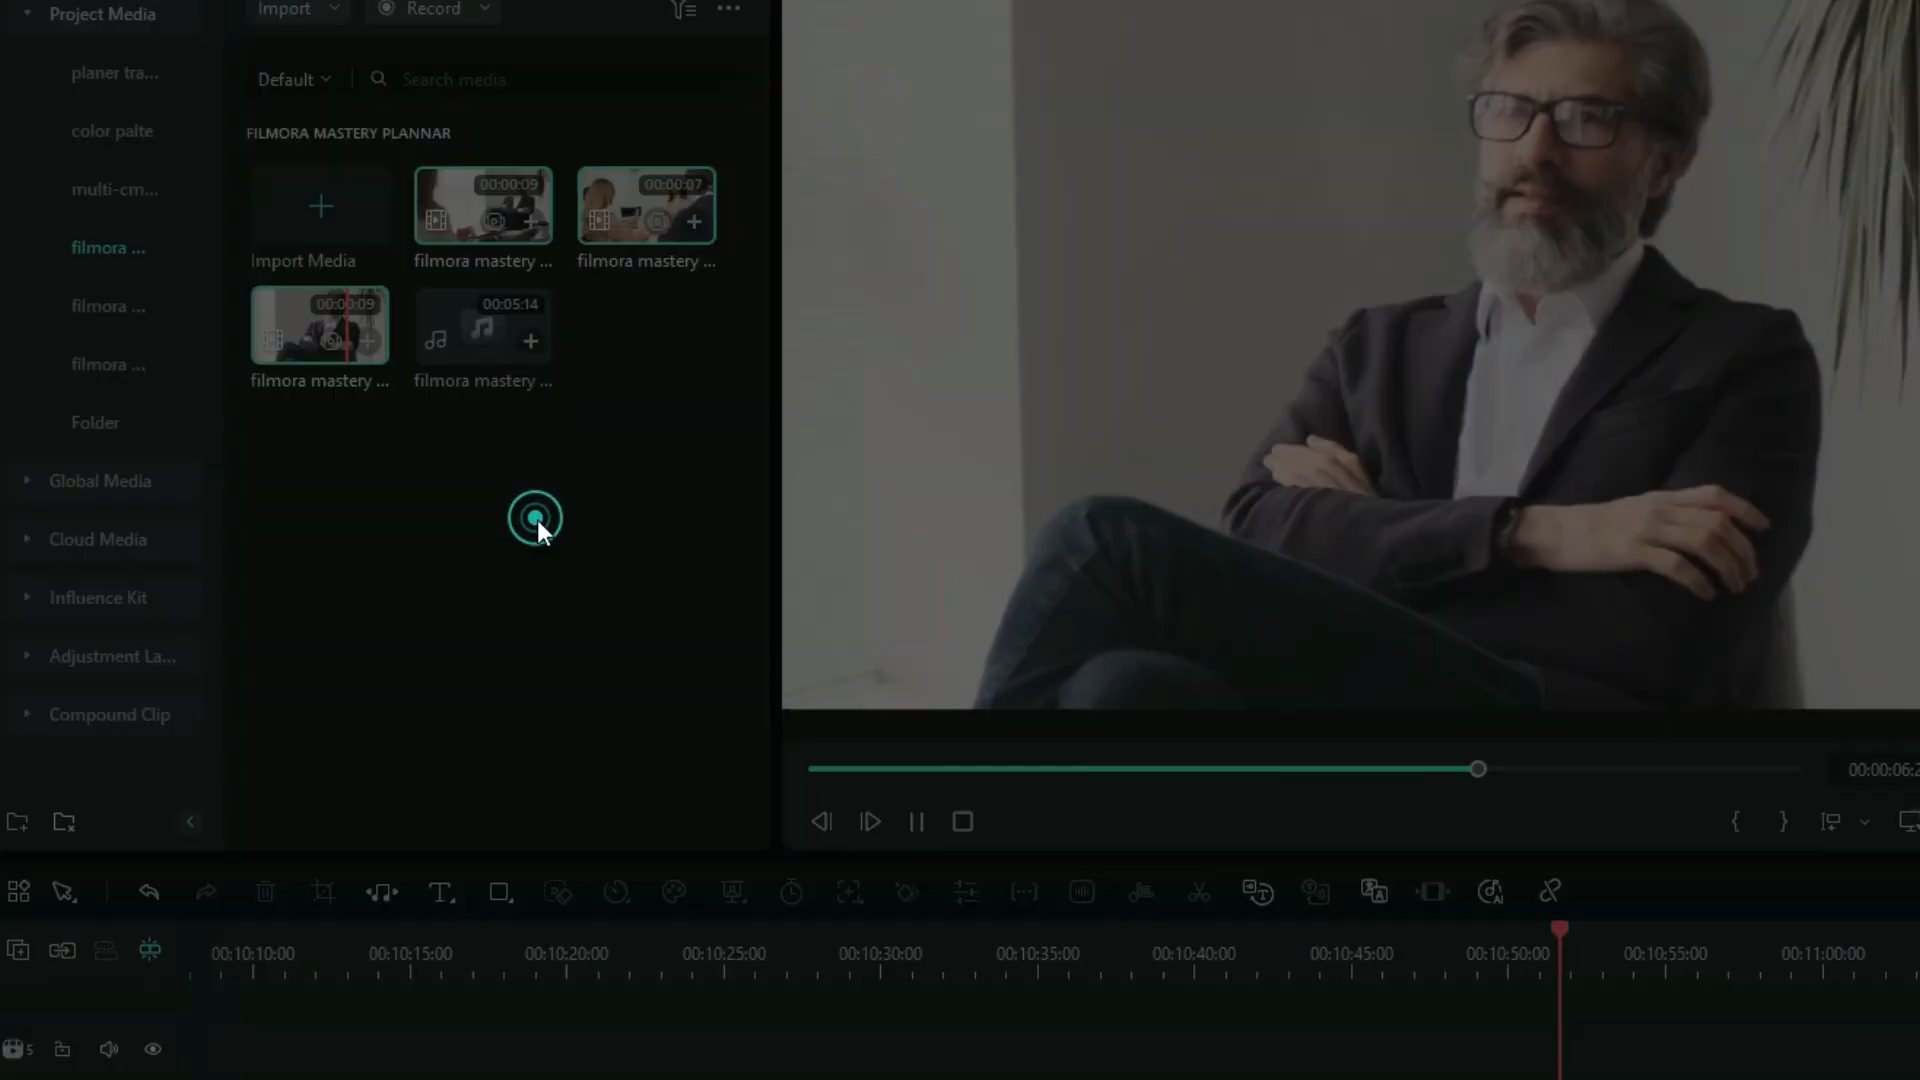 Project Media
Import
Record
planer tra...
Default
Search media
color palte
FILMORA MASTERY PLANNAR
multi-cm...
00:00:09
00:00:07
filmora ...
Import Media
filmora mastery ...
filmora mastery ...
filmora ...
00:00:09
00:05:14
filmora ...
filmora mastery ...
filmora mastery ...
Folder
Global Media
Cloud Media
Influence Kit
Adjustment La...
Compound Clip
00:00:06:2
00:10:10:00
00:10:15:00
00:10:20:00
00:10:25:00
00:10:30:00
00:10:35:00
00:10:40:00
00:10:45:00
00:10:50:00
00:10:55:00
00:11:00:00
5